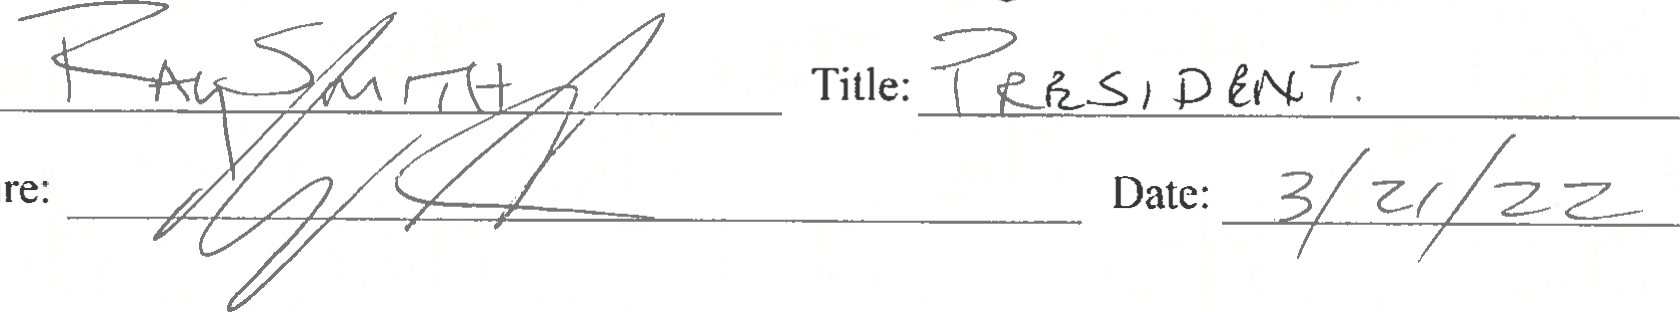 Ray Smith Title: PRESIDENT.
re: Date: 3/21/22